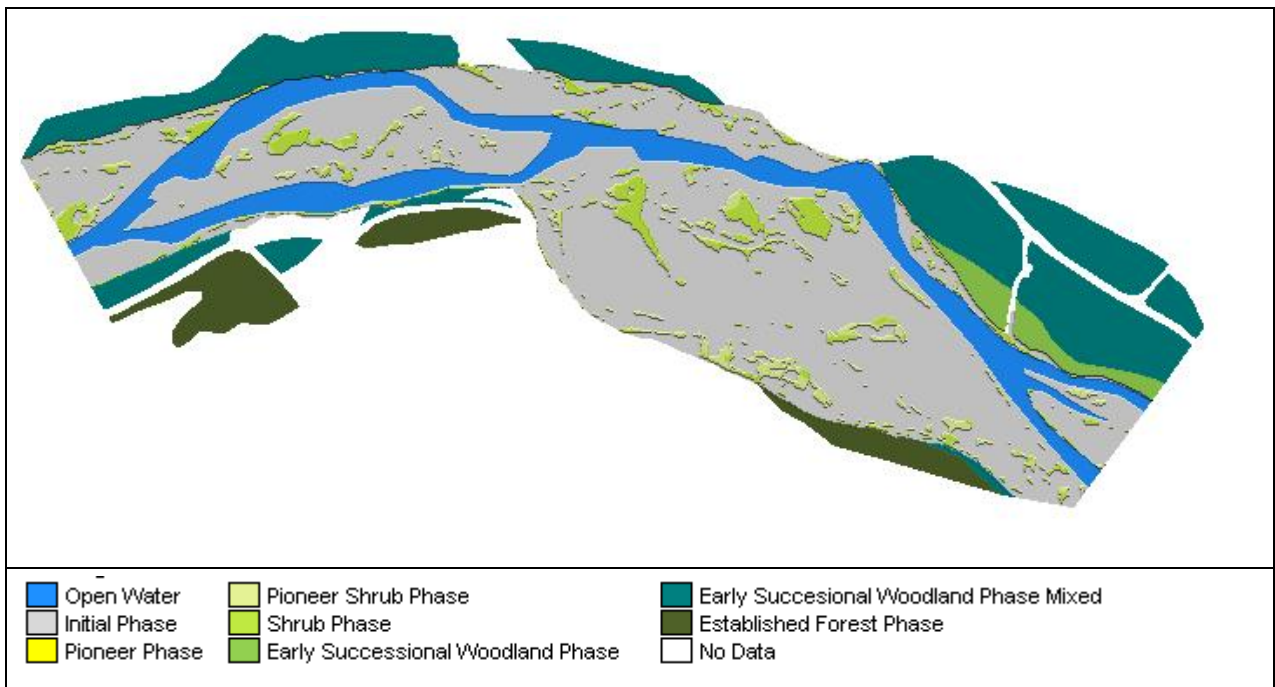 Open Water
Initial Phase
Pioneer Phase
Pioneer Shrub Phase
Shrub Phase
Early Successional Woodland Phase
Early Succesional Woodland Phase Mixed
Established Forest Phase
No Data